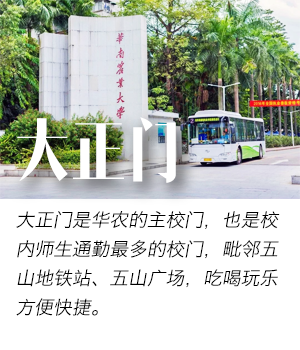 华南农业大学
大正门
大正门是华农的主校门，也是校
内师生通勤最多的校门，毗邻五
山地铁站、五山广场，吃喝玩乐
方便快捷。